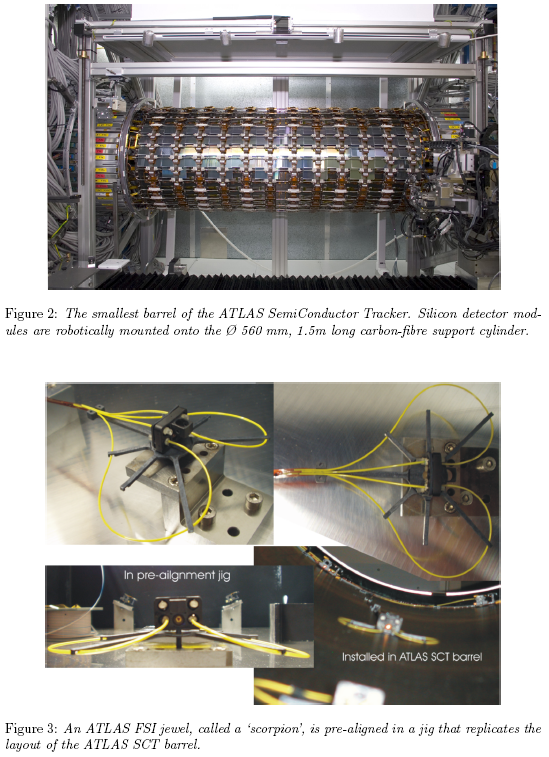 Figure 2: The smallest barrel of the ATLAS SemiConductor Tracker. Silicon detector mod-
ules are robotically mounted onto the Ø 560 mm, 1.5m long carbon-fibre support cylinder.
In pre-ailgnment jig
Installed in ATLAS SCT barrel
Figure 3: An ATLAS FSI jewel, called a ‘scorpion’, is pre-aligned in a jig that replicates the
layout of the ATLAS SCT barrel.